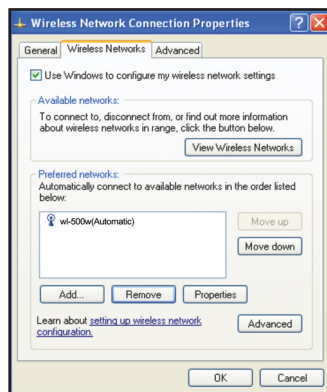 Wireless Network Connection Properties
General Wireless Networks Advanced
Use Windows to configure my wireless network settings
Available networks:
To connect to, disconnect from, or find out more information
about wireless networks in range, click the button below.
View Wireless Networks
Preferred networks:
Automatically connect to available networks in the order listed
below:
wl-500w(Automatic)
Move up
Move down
Add... Remove Properties
Learn about setting up wireless network
configuration.
Advanced
OK Cancel